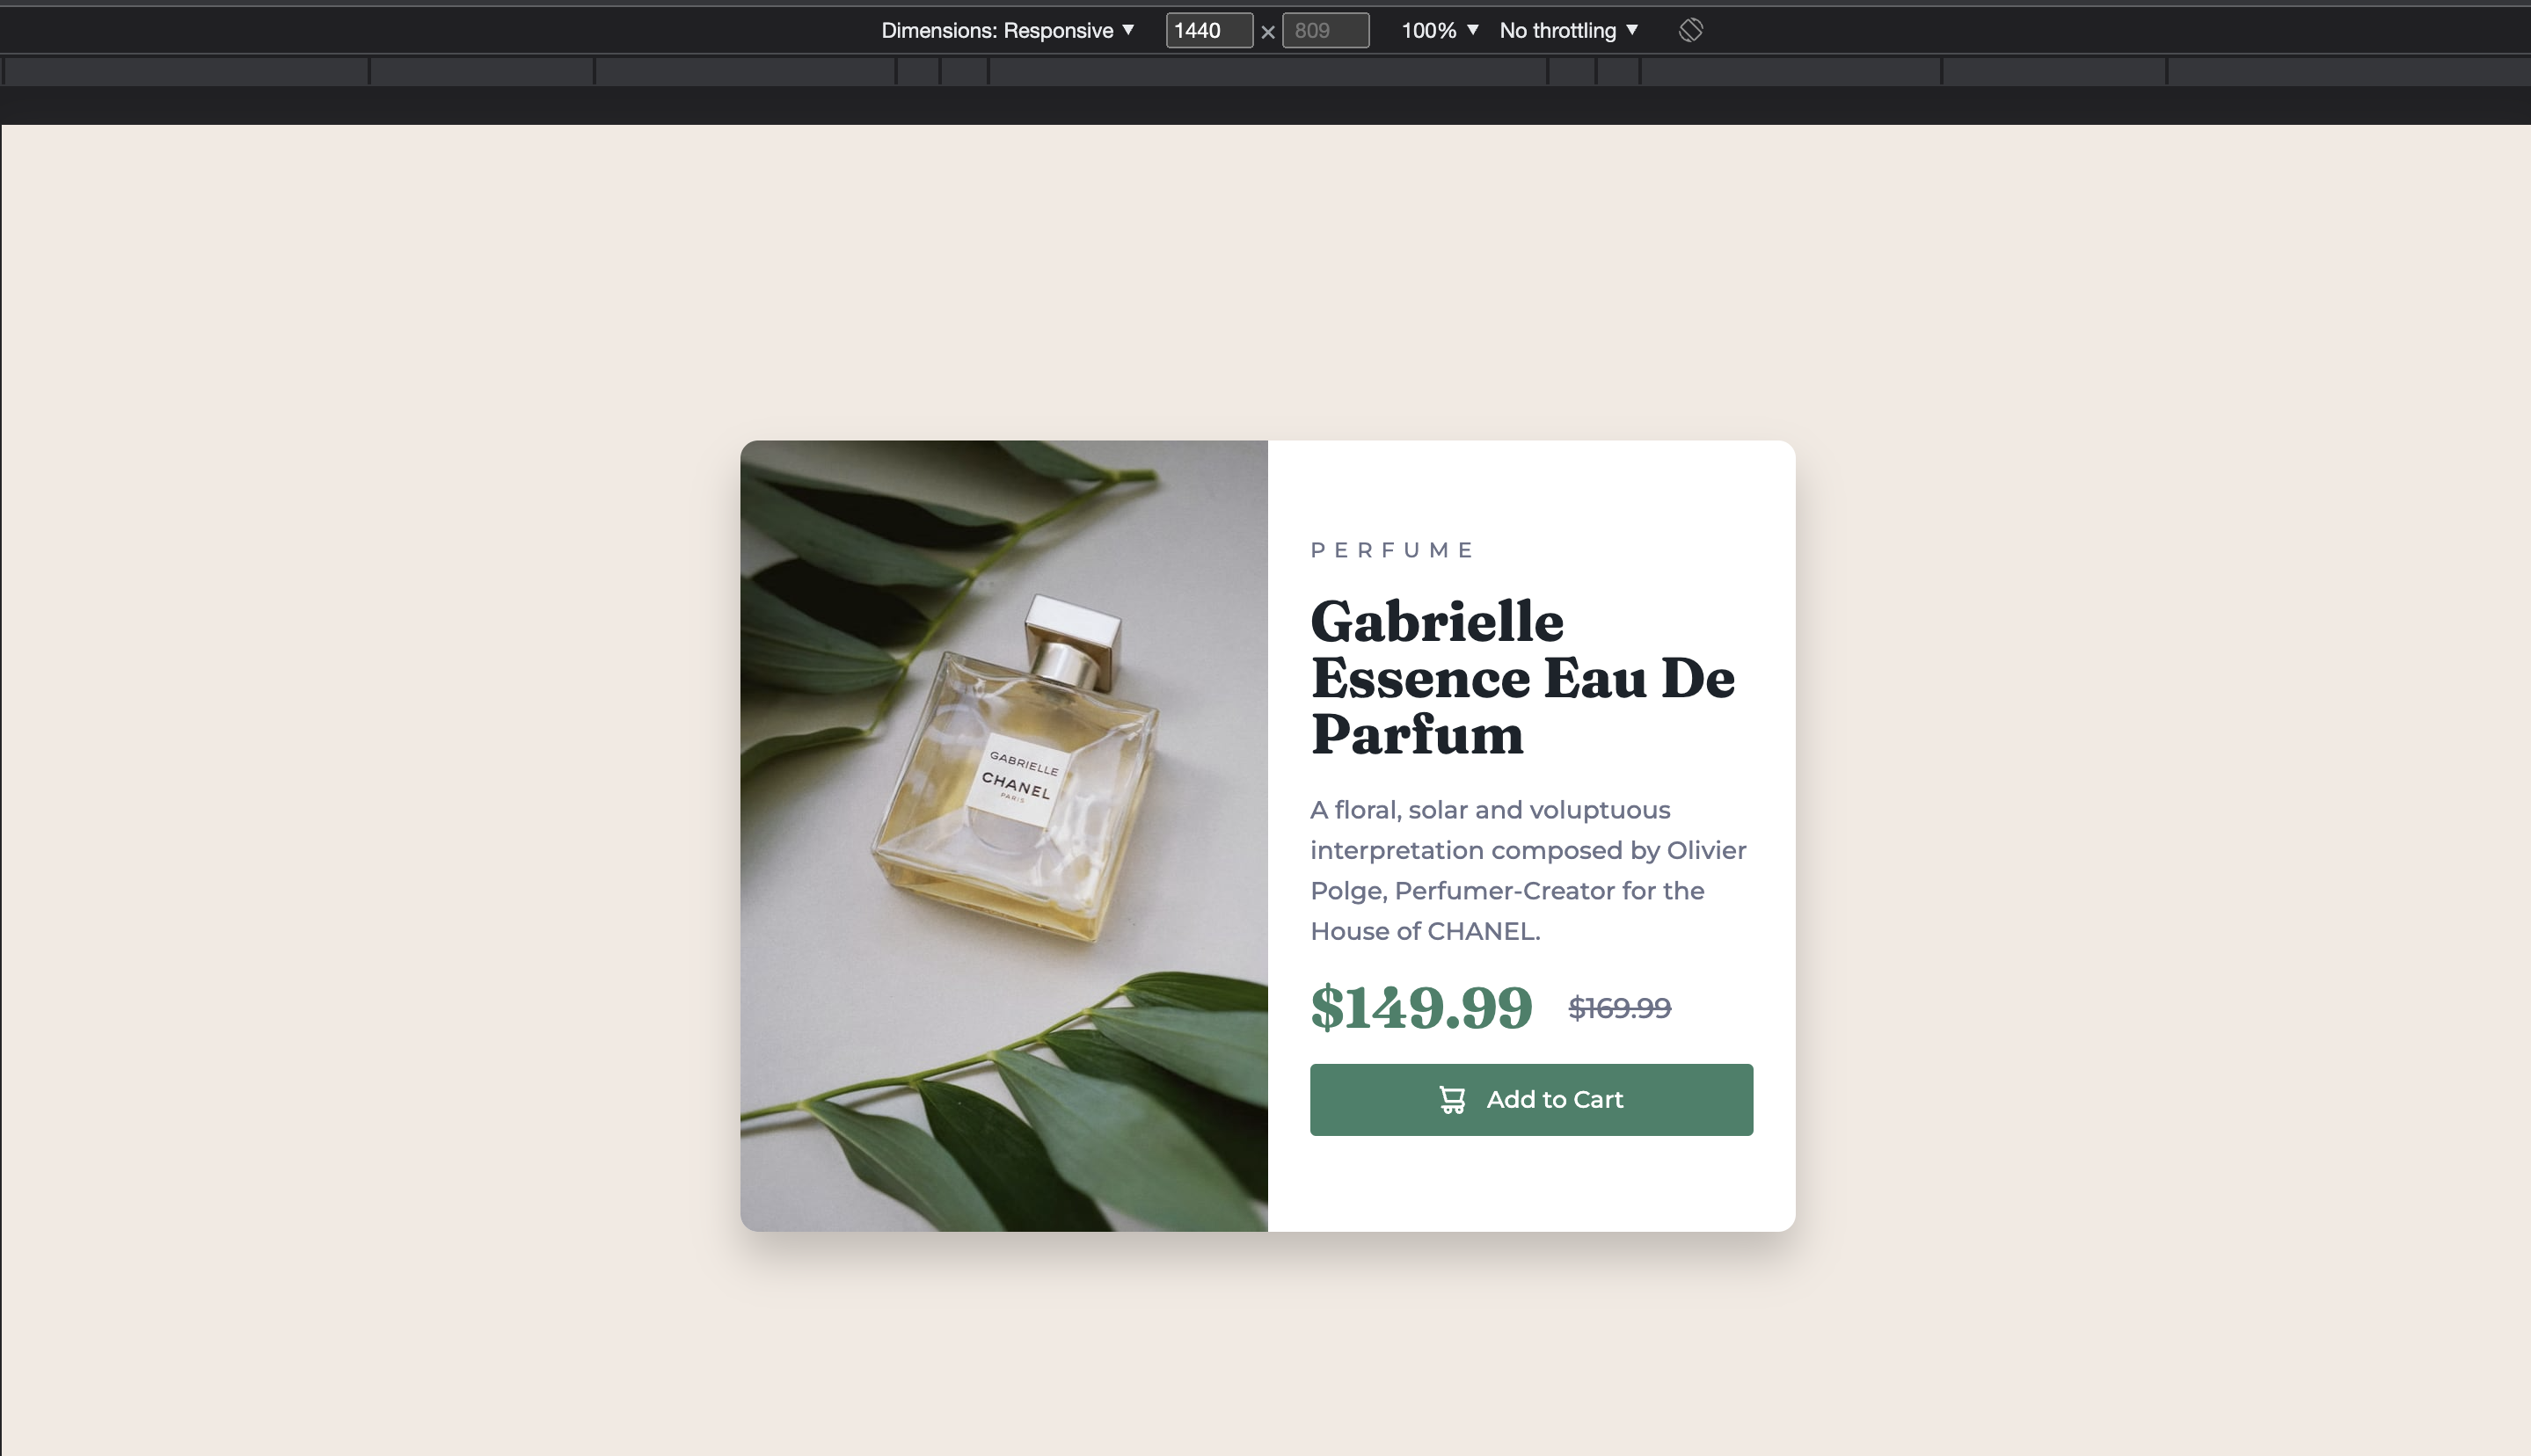 Dimensions: Responsive ▼ 1440 × 809 100% ▼ No throttling ▼
PERFUME
Gabrielle
Essence Eau De
Parfum
GABRIELLE
CHANEL
PARIS
A floral, solar and voluptuous
interpretation composed by Olivier
Polge, Perfumer-Creator for the
House of CHANEL.
$149.99 $169.99
Add to Cart